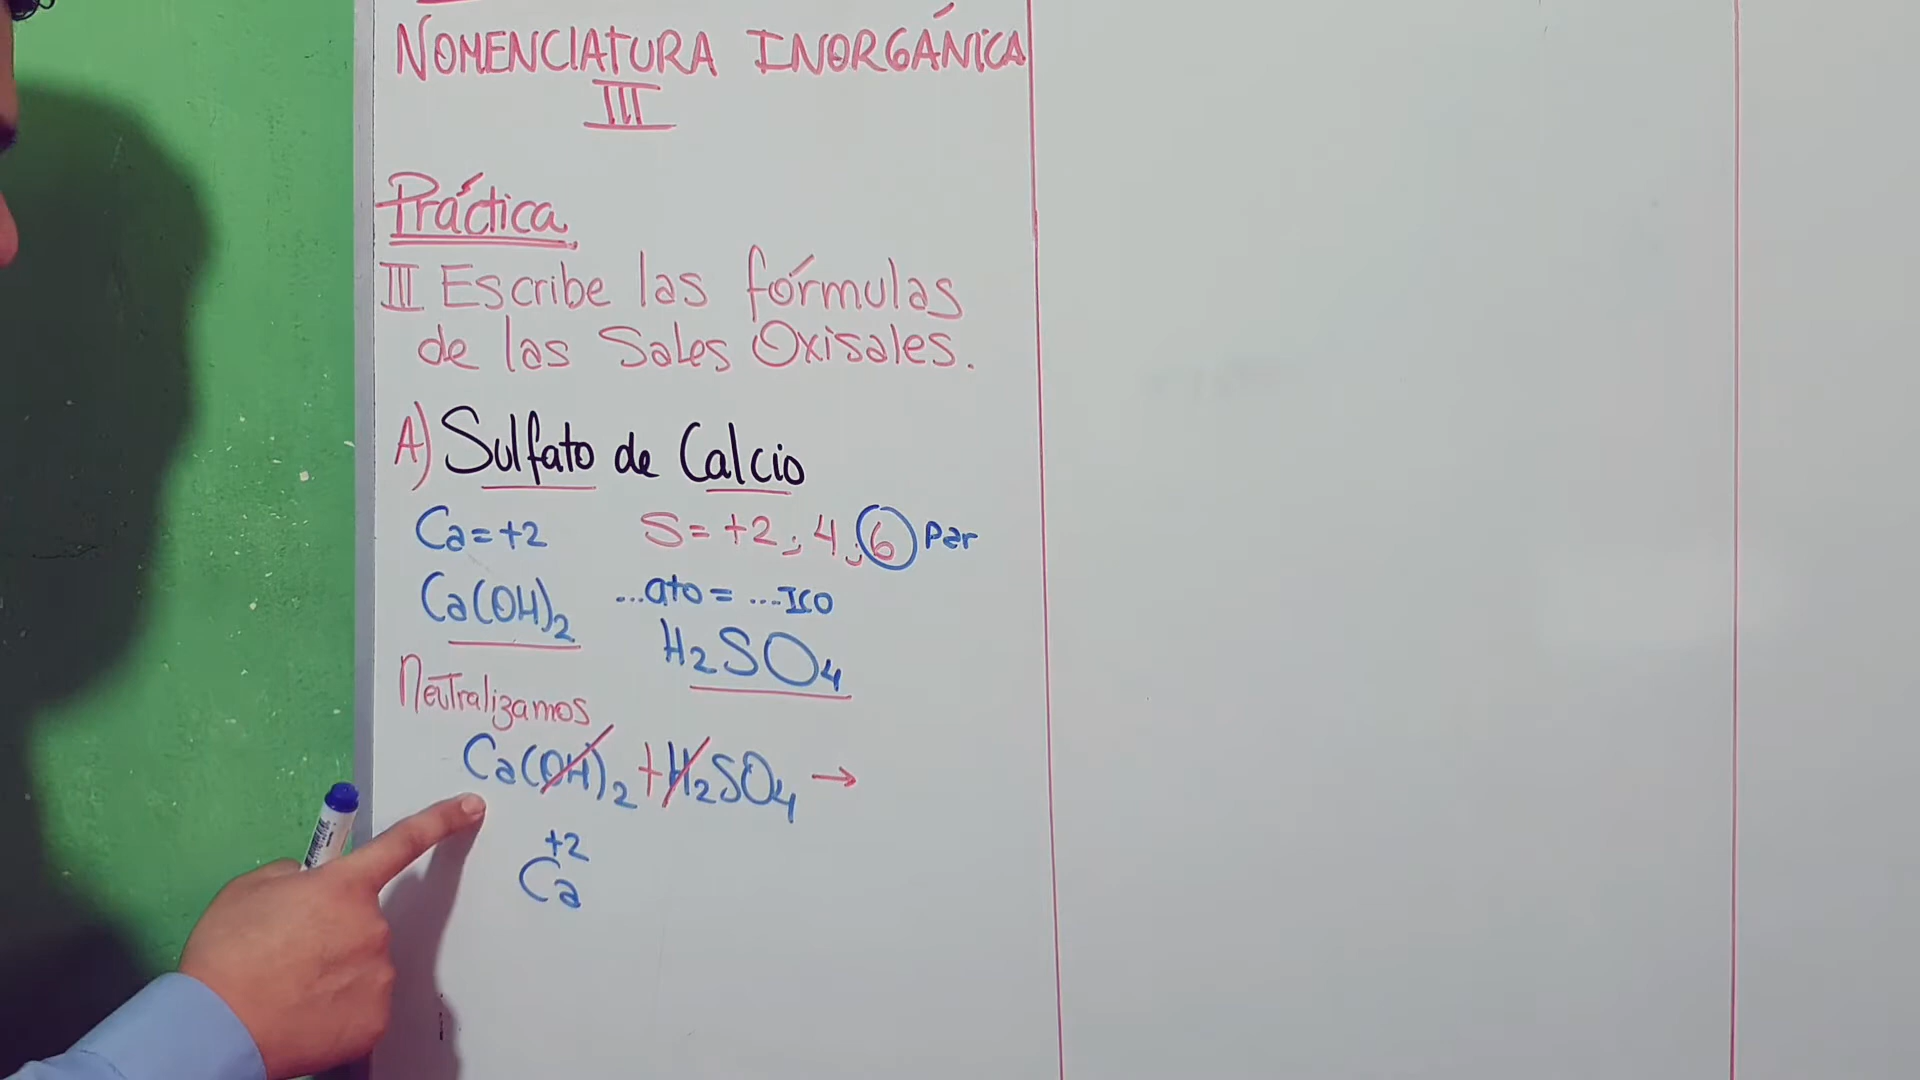 NOMENCLATURA INORGÁNICA
III
Práctica
III Escribe las fórmulas
de las Sales Oxisales.
A) Sulfato de Calcio
Ca = +2 S = +2, 4, 6 Par
Ca(OH)₂ ...ato = ....ICO
H₂SO₄
Neutralizamos
Ca(OH)₂ + H₂SO₄ →
+2
Ca